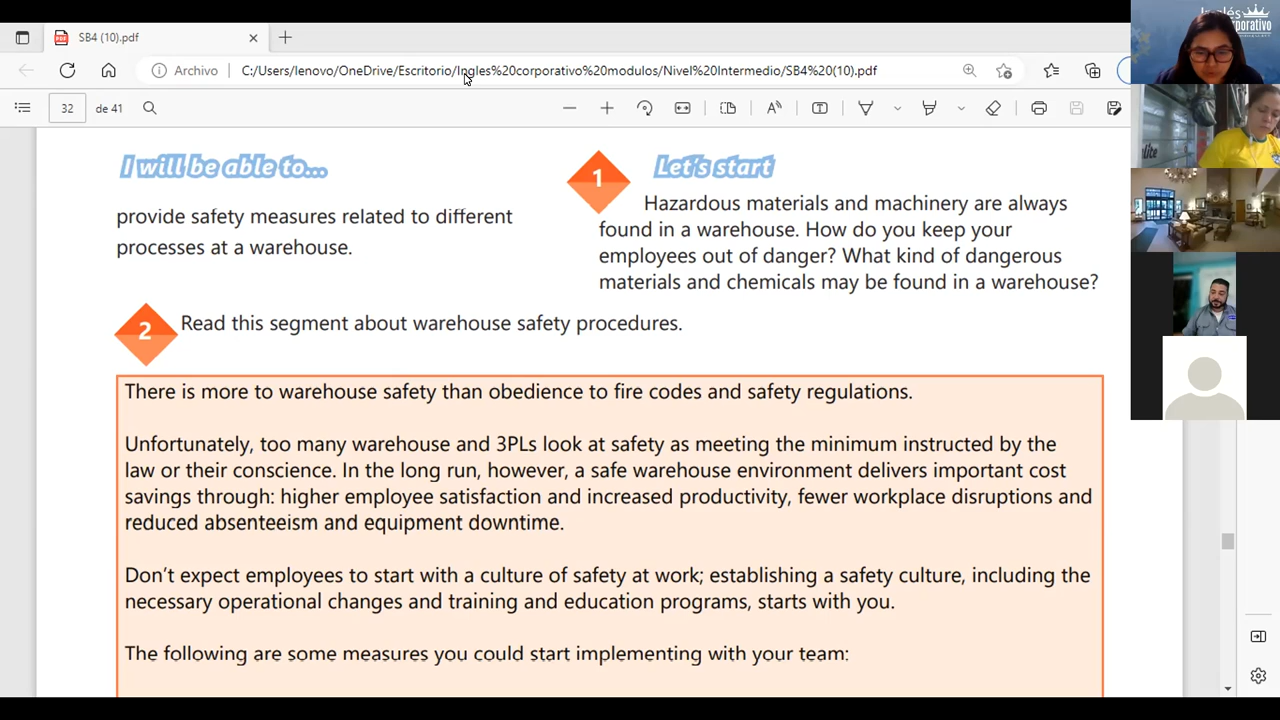 SB4 (10).pdf
Archivo
C:/Users/lenovo/OneDrive/Escritorio/Ingles%20corporativo%20modulos/Nivel%20Intermedio/SB4%20(10).pdf
32
de 41
I will be able to...
provide safety measures related to different
processes at a warehouse.
1
Let's start
Hazardous materials and machinery are always
found in a warehouse. How do you keep your
employees out of danger? What kind of dangerous
materials and chemicals may be found in a warehouse?
2
Read this segment about warehouse safety procedures.
There is more to warehouse safety than obedience to fire codes and safety regulations.
Unfortunately, too many warehouse and 3PLs look at safety as meeting the minimum instructed by the
law or their conscience. In the long run, however, a safe warehouse environment delivers important cost
savings through: higher employee satisfaction and increased productivity, fewer workplace disruptions and
reduced absenteeism and equipment downtime.
Don't expect employees to start with a culture of safety at work; establishing a safety culture, including the
necessary operational changes and training and education programs, starts with you.
The following are some measures you could start implementing with your team: